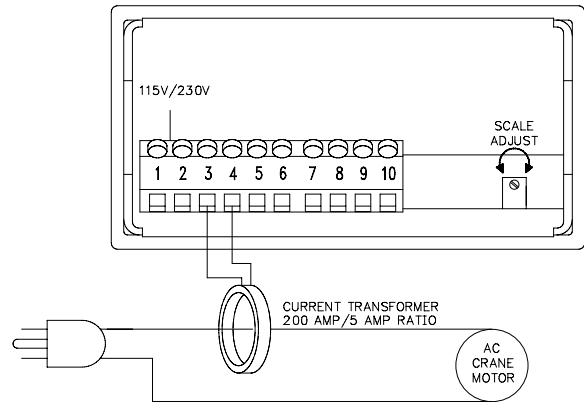 115V/230V
SCALE
ADJUST
1 2 3 4 5 6 7 8 9 10
CURRENT TRANSFORMER
200 AMP/5 AMP RATIO
AC
CRANE
MOTOR